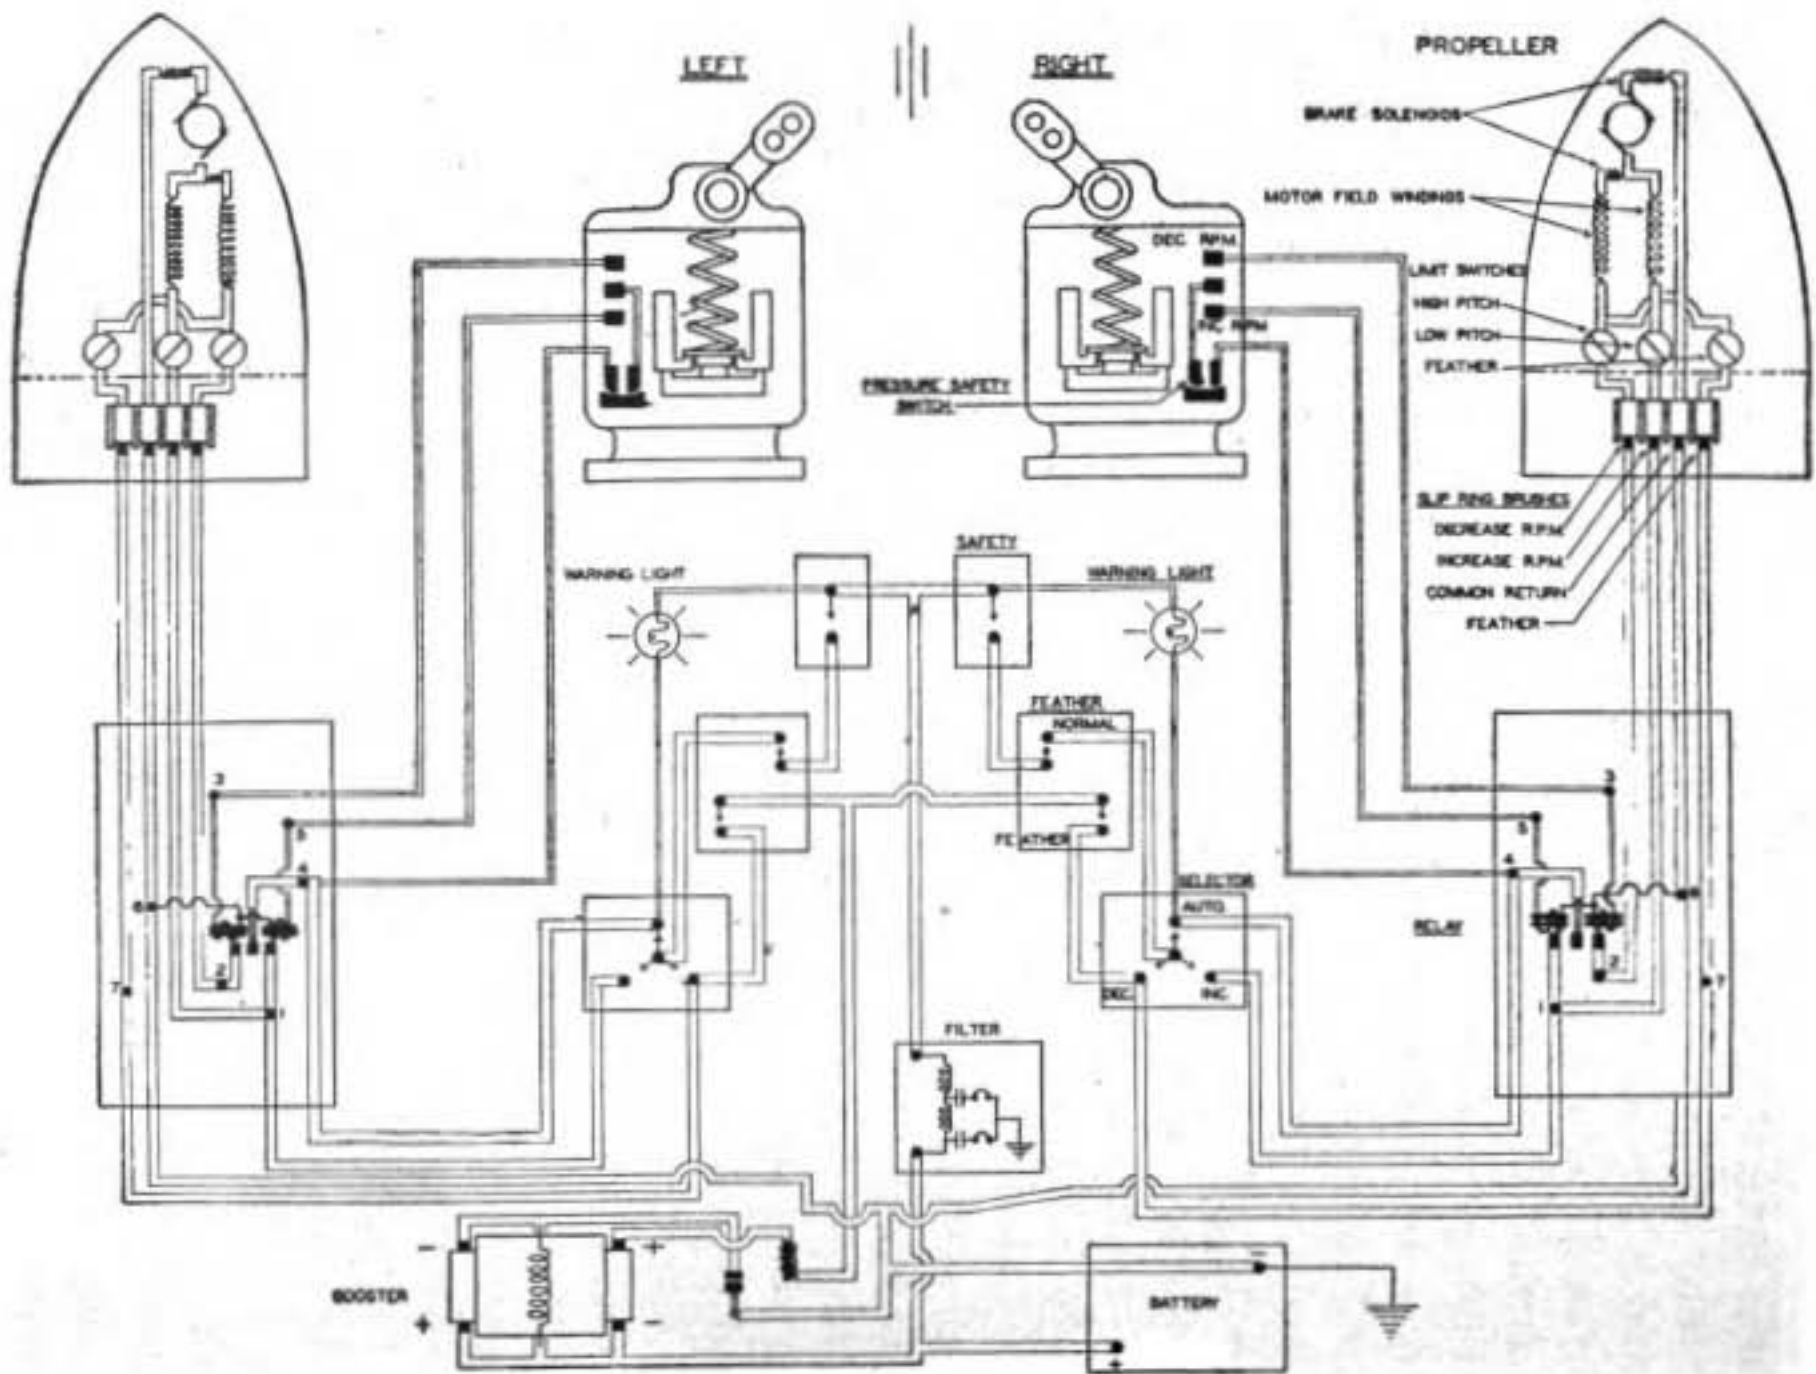 LEFT
RIGHT
PROPELLER
BRAKE SOLENOIDS
MOTOR FIELD WINDINGS
DEC. R.P.M.
LIMIT SWITCHES
HIGH PITCH
INC RPM
LOW PITCH
FEATHER
PRESSURE SAFETY
SWITCH
SLIP RING BRUSHES
DECREASE R.P.M.
INCREASE R.P.M.
COMMON RETURN
FEATHER
SAFETY
WARNING LIGHT
WARNING LIGHT
FEATHER
NORMAL
FEATHER
3
5
4
6
2
7
1
3
5
4
6
2
7
1
SELECTOR
AUTO.
DEC.
INC.
RELAY
FILTER
BOOSTER
-
+
+
-
BATTERY
-
+